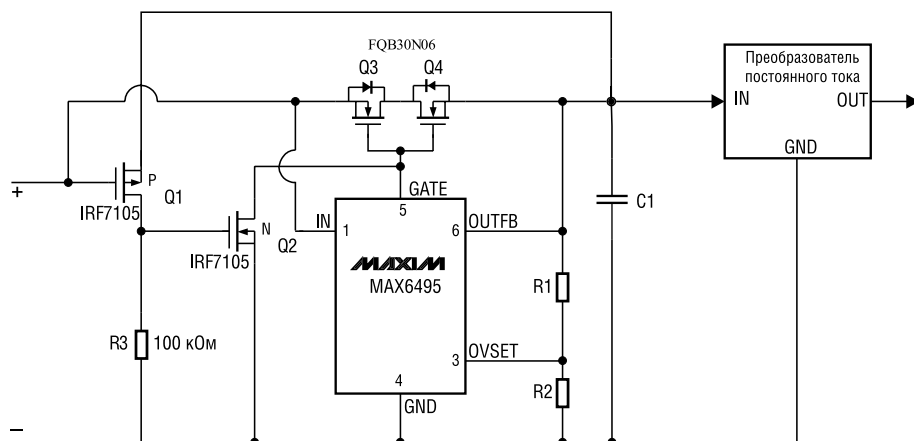 FQB30N06
Q3
Q4
Преобразователь
постоянного тока
IN
OUT
GND
+
P
Q1
IRF7105
N
Q2
IRF7105
GATE
5
IN
1
6
OUTFB
MAXIM
MAX6495
C1
R1
R3
100 кОм
3
OVSET
R2
4
GND
–